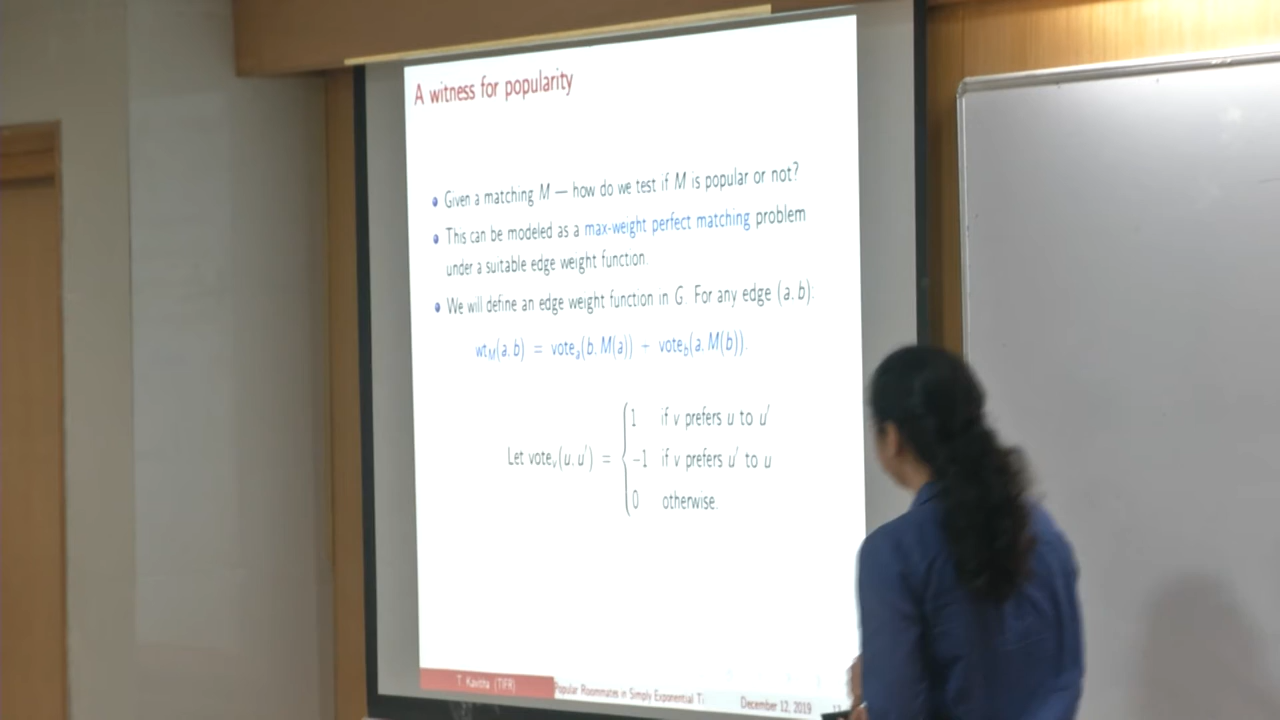 A witness for popularity
Given a matching M — how do we test if M is popular or not?
This can be modeled as a max-weight perfect matching problem
under a suitable edge weight function.
We will define an edge weight function in G. For any edge (a, b):
wt_M(a, b) = vote_a(b, M(a)) + vote_b(a, M(b)).
Let vote_v(u, u′) = { 1 if v prefers u to u′
−1 if v prefers u′ to u
0 otherwise.
T. Kavitha (TIFR) Popular Roommates in Simply Exponential Ti December 12, 2019